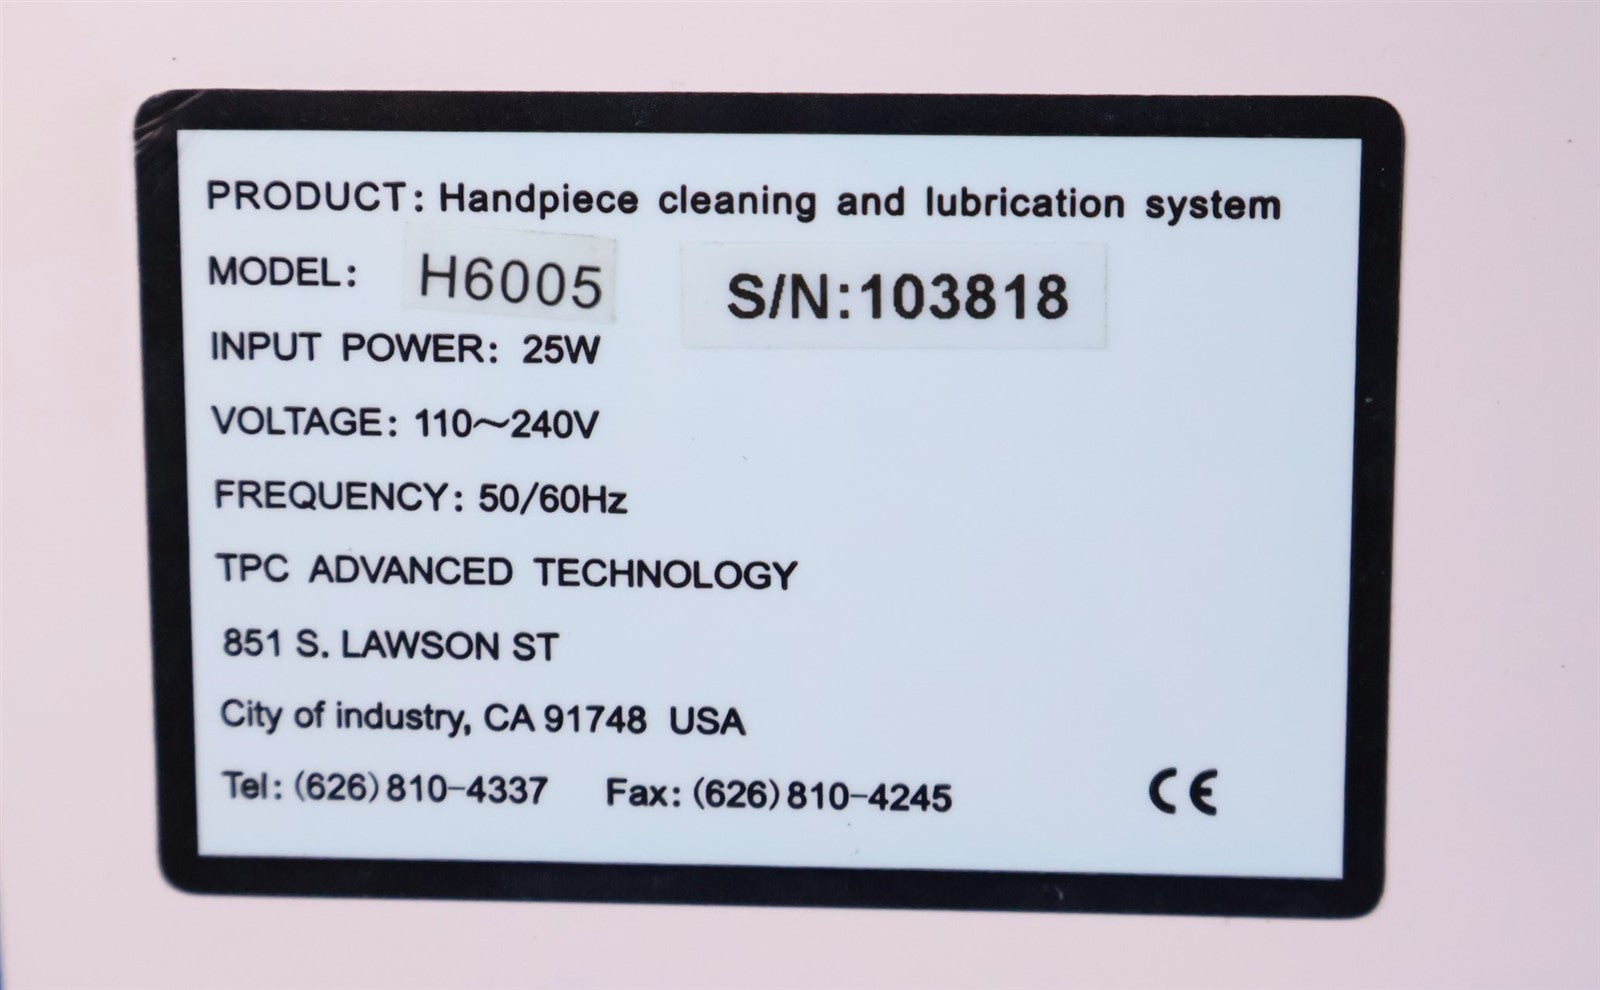 PRODUCT: Handpiece cleaning and lubrication system
MODEL: H6005 S/N:103818
INPUT POWER: 25W
VOLTAGE: 110～240V
FREQUENCY: 50/60Hz
TPC ADVANCED TECHNOLOGY
851 S. LAWSON ST
City of industry, CA 91748 USA
Tel: (626) 810-4337 Fax: (626) 810-4245 CE